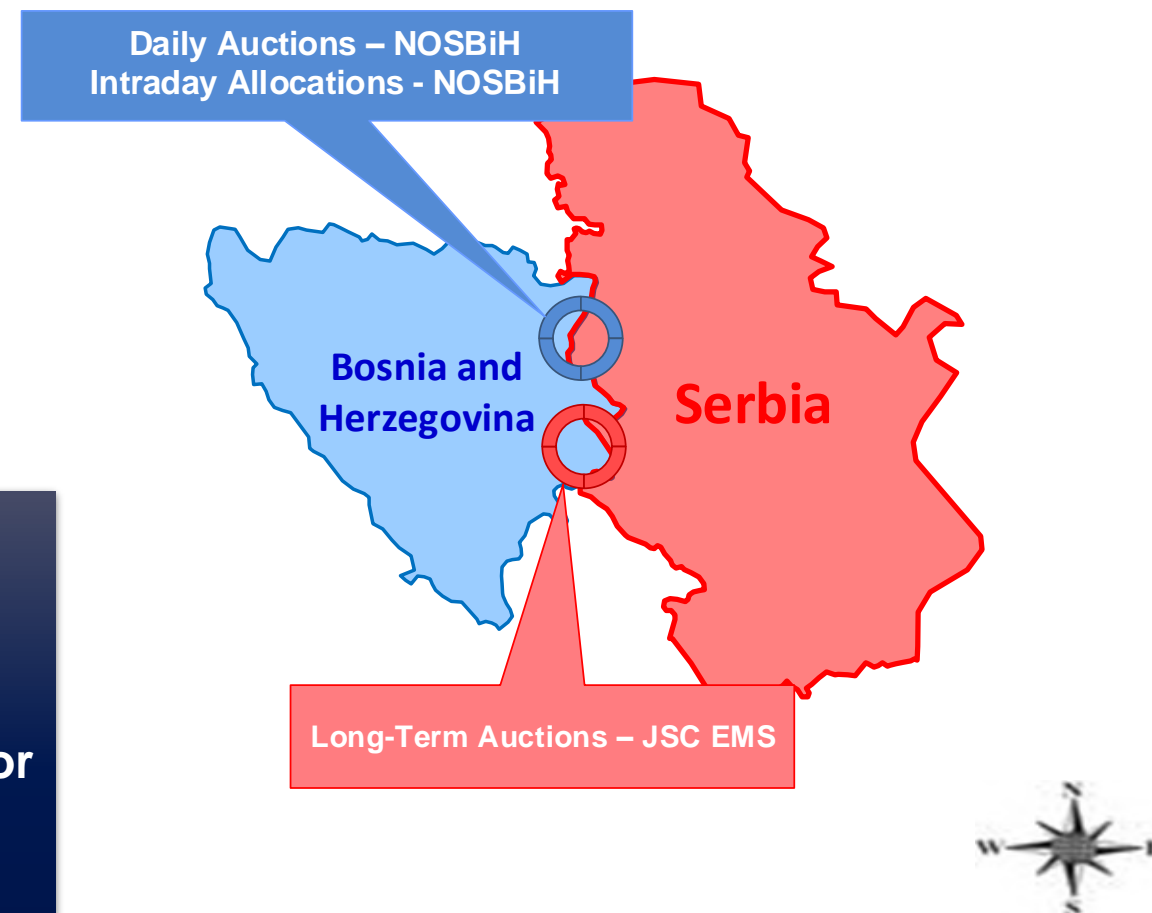 Daily Auctions – NOSBiH
Intraday Allocations - NOSBiH
Bosnia and
Herzegovina
Serbia
Long-Term Auctions – JSC EMS
or
N
W
S